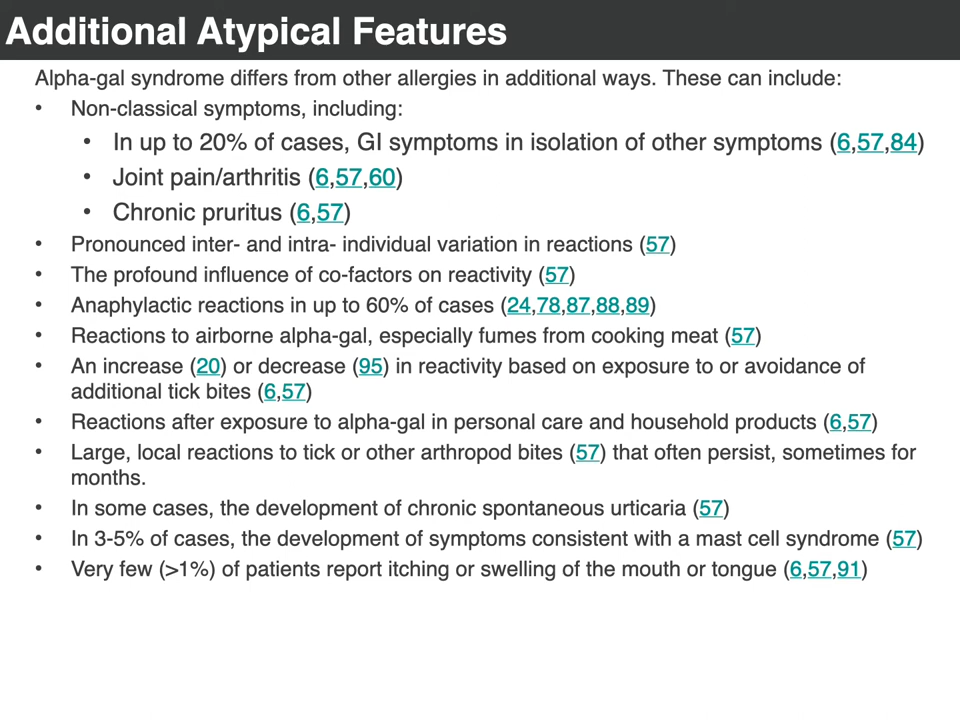 Additional Atypical Features
Alpha-gal syndrome differs from other allergies in additional ways. These can include:
• Non-classical symptoms, including:
• In up to 20% of cases, GI symptoms in isolation of other symptoms (6,57,84)
• Joint pain/arthritis (6,57,60)
• Chronic pruritus (6,57)
• Pronounced inter- and intra- individual variation in reactions (57)
• The profound influence of co-factors on reactivity (57)
• Anaphylactic reactions in up to 60% of cases (24,78,87,88,89)
• Reactions to airborne alpha-gal, especially fumes from cooking meat (57)
• An increase (20) or decrease (95) in reactivity based on exposure to or avoidance of
additional tick bites (6,57)
• Reactions after exposure to alpha-gal in personal care and household products (6,57)
• Large, local reactions to tick or other arthropod bites (57) that often persist, sometimes for
months.
• In some cases, the development of chronic spontaneous urticaria (57)
• In 3-5% of cases, the development of symptoms consistent with a mast cell syndrome (57)
• Very few (>1%) of patients report itching or swelling of the mouth or tongue (6,57,91)